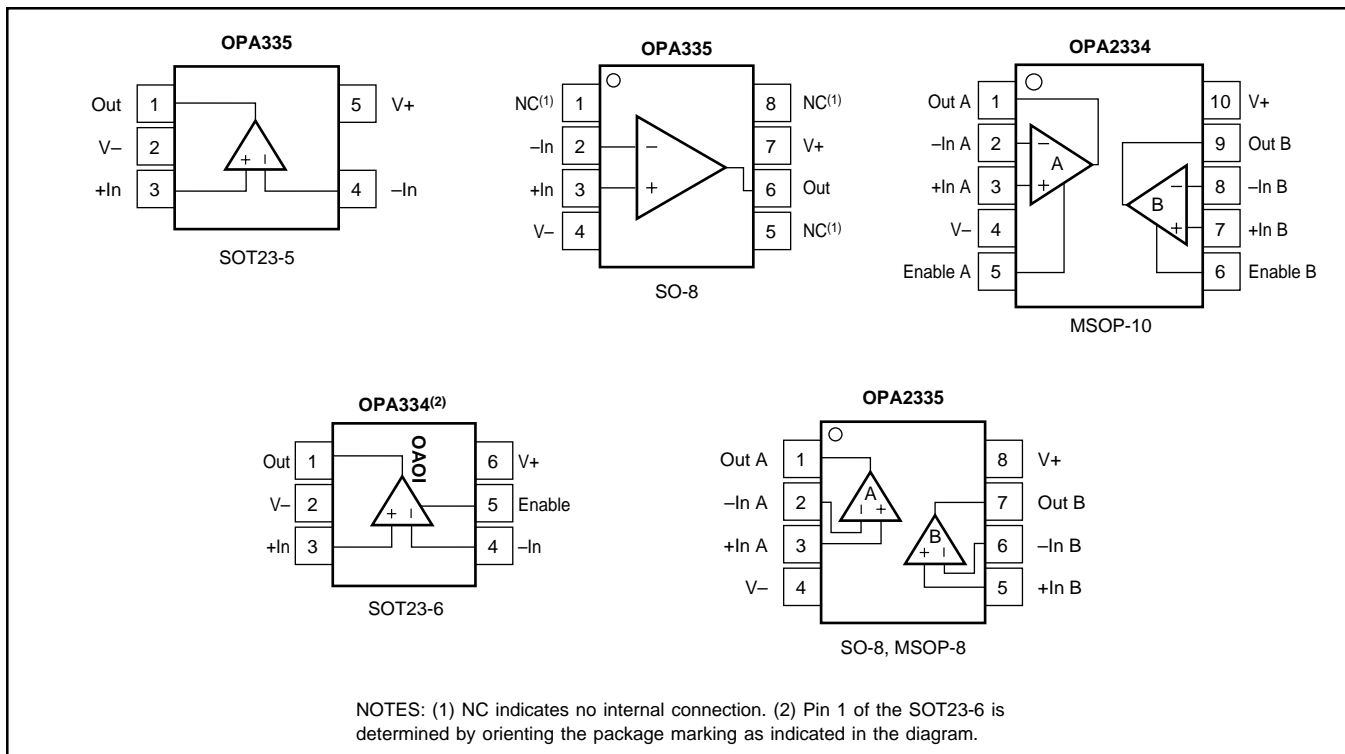 OPA335
Out 1
V– 2
+In 3
5 V+
4 –In
+ –
SOT23-5
OPA335
NC(1) 1
–In 2
+In 3
V– 4
8 NC(1)
7 V+
6 Out
5 NC(1)
–
+
SO-8
OPA2334
Out A 1
–In A 2
+In A 3
V– 4
Enable A 5
10 V+
9 Out B
8 –In B
7 +In B
6 Enable B
–
A
+
–
B
+
MSOP-10
OPA334(2)
Out 1
V– 2
+In 3
6 V+
5 Enable
4 –In
OAOI
+ –
SOT23-6
OPA2335
Out A 1
–In A 2
+In A 3
V– 4
8 V+
7 Out B
6 –In B
5 +In B
A
– +
B
+ –
SO-8, MSOP-8
NOTES: (1) NC indicates no internal connection. (2) Pin 1 of the SOT23-6 is
determined by orienting the package marking as indicated in the diagram.